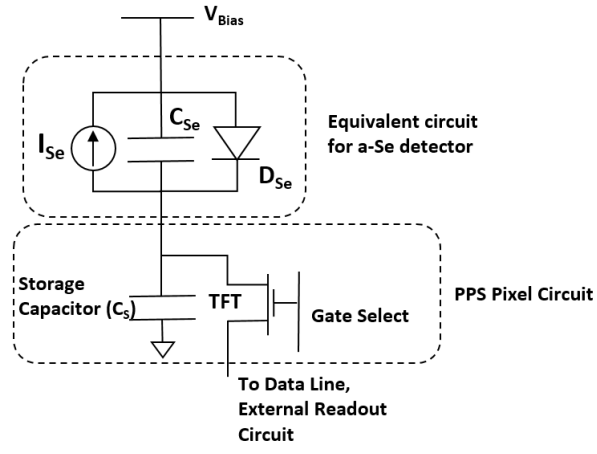 V_Bias
Equivalent circuit
for a-Se detector
C_Se
I_Se
D_Se
Storage
Capacitor (C_S)
TFT
Gate Select
PPS Pixel Circuit
To Data Line,
External Readout
Circuit